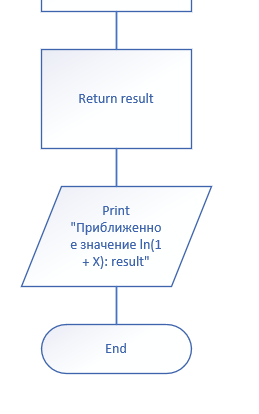 Return result
Print
"Приближенно
е значение ln(1
+ X): result"
End